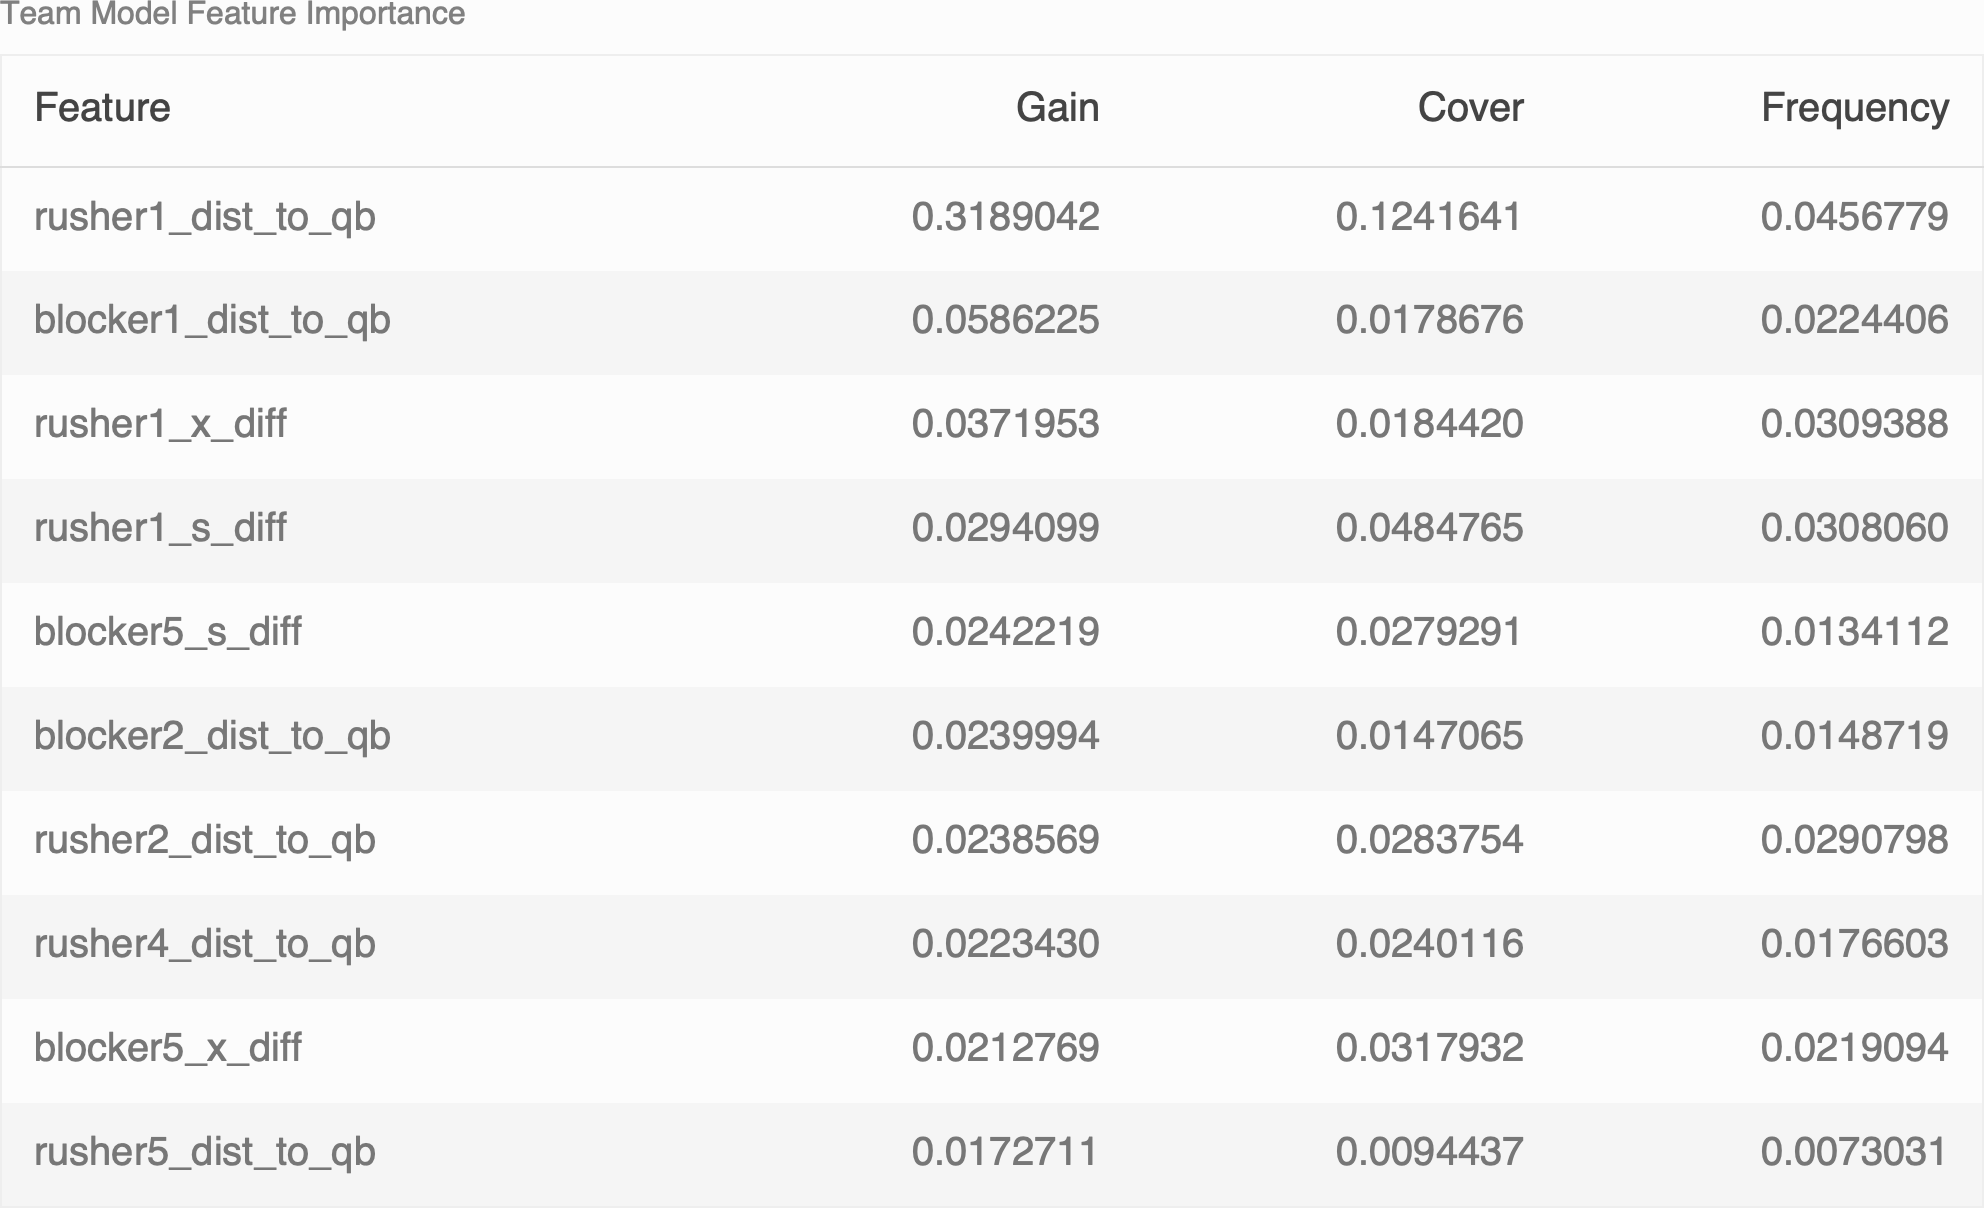 Team Model Feature Importance
Feature Gain Cover Frequency
rusher1_dist_to_qb 0.3189042 0.1241641 0.0456779
blocker1_dist_to_qb 0.0586225 0.0178676 0.0224406
rusher1_x_diff 0.0371953 0.0184420 0.0309388
rusher1_s_diff 0.0294099 0.0484765 0.0308060
blocker5_s_diff 0.0242219 0.0279291 0.0134112
blocker2_dist_to_qb 0.0239994 0.0147065 0.0148719
rusher2_dist_to_qb 0.0238569 0.0283754 0.0290798
rusher4_dist_to_qb 0.0223430 0.0240116 0.0176603
blocker5_x_diff 0.0212769 0.0317932 0.0219094
rusher5_dist_to_qb 0.0172711 0.0094437 0.0073031